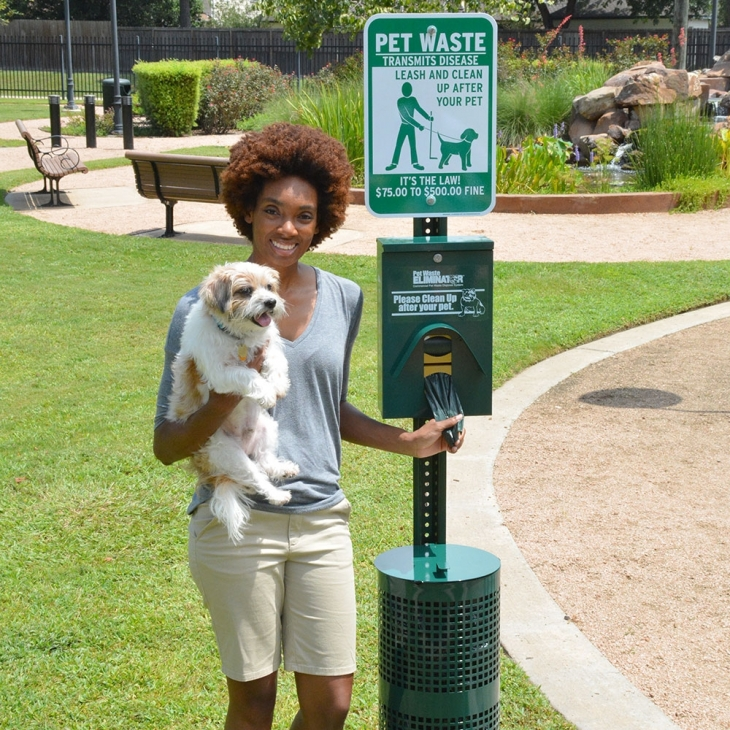 PET WASTE
TRANSMITS DISEASE
LEASH AND CLEAN
UP AFTER
YOUR PET
IT'S THE LAW!
$75.00 TO $500.00 FINE
Pet Waste
ELIMINATOR
Please Clean Up
after your pet.